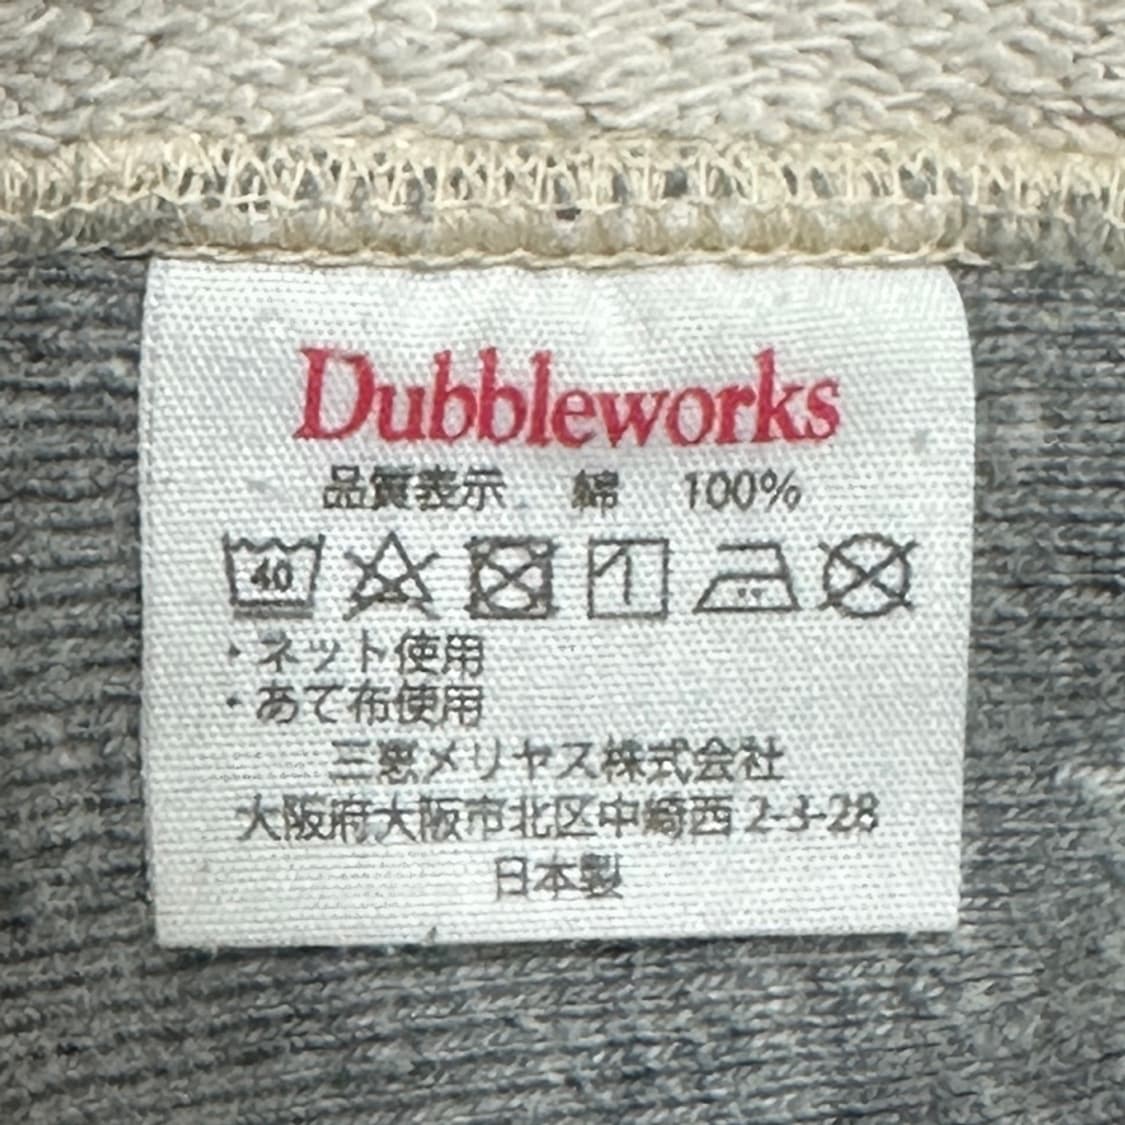 Dubbleworks
品質表示 綿 100%
40
・ネット使用
・あて布使用
三恵メリヤス株式会社
大阪府大阪市北区中崎西 2-3-28
日本製